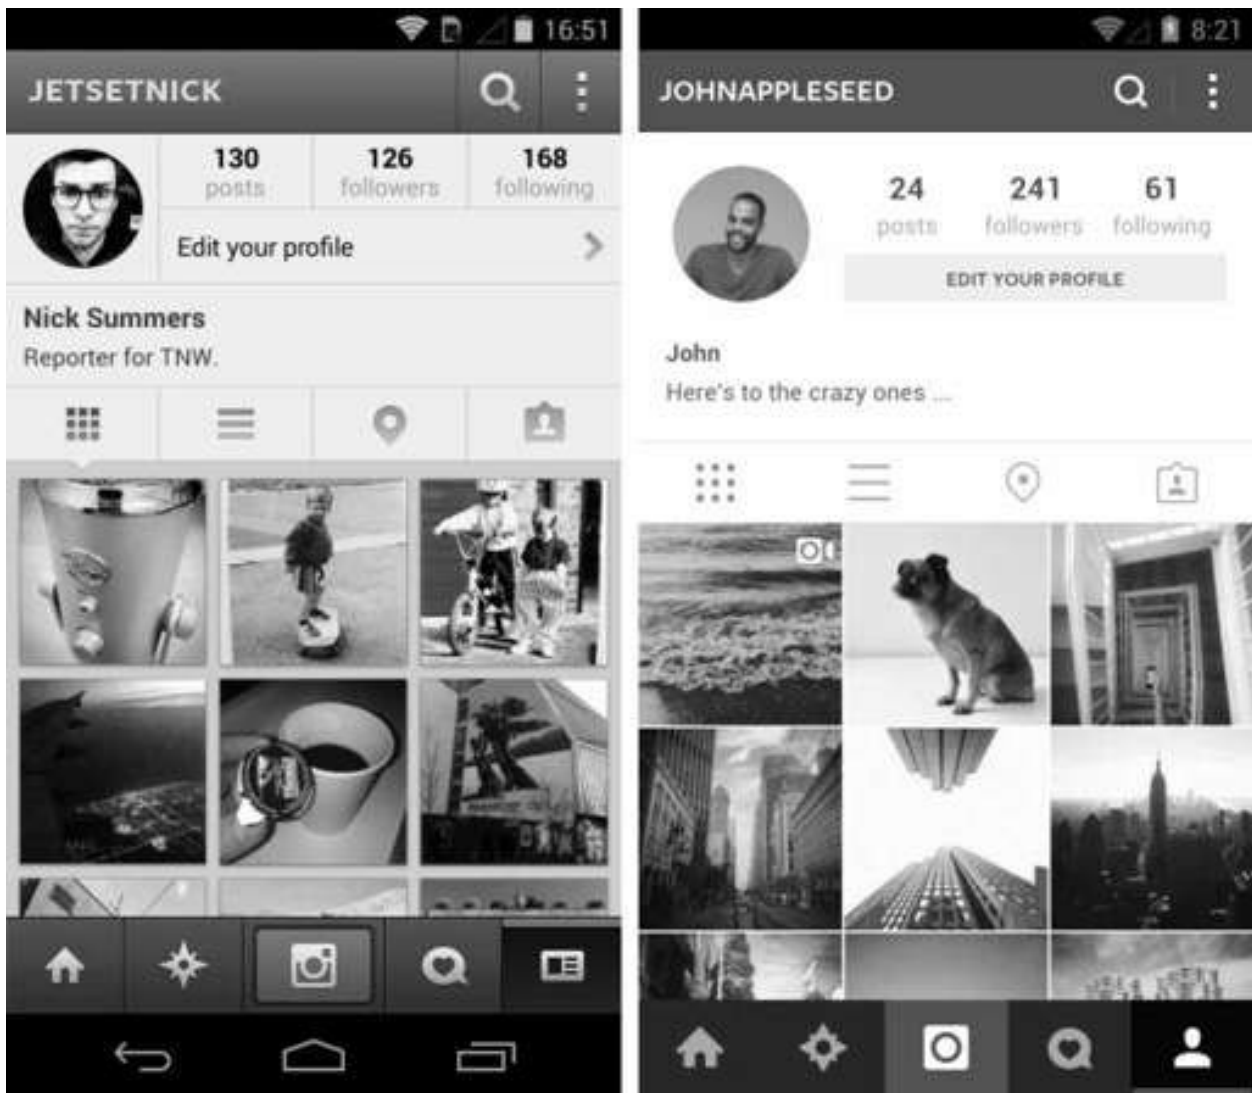 16:51
JETSETNICK
130 126 168
posts followers following
Edit your profile
Nick Summers
Reporter for TNW.
8:21
JOHNAPPLESEED
24 241 61
posts followers following
EDIT YOUR PROFILE
John
Here's to the crazy ones ...